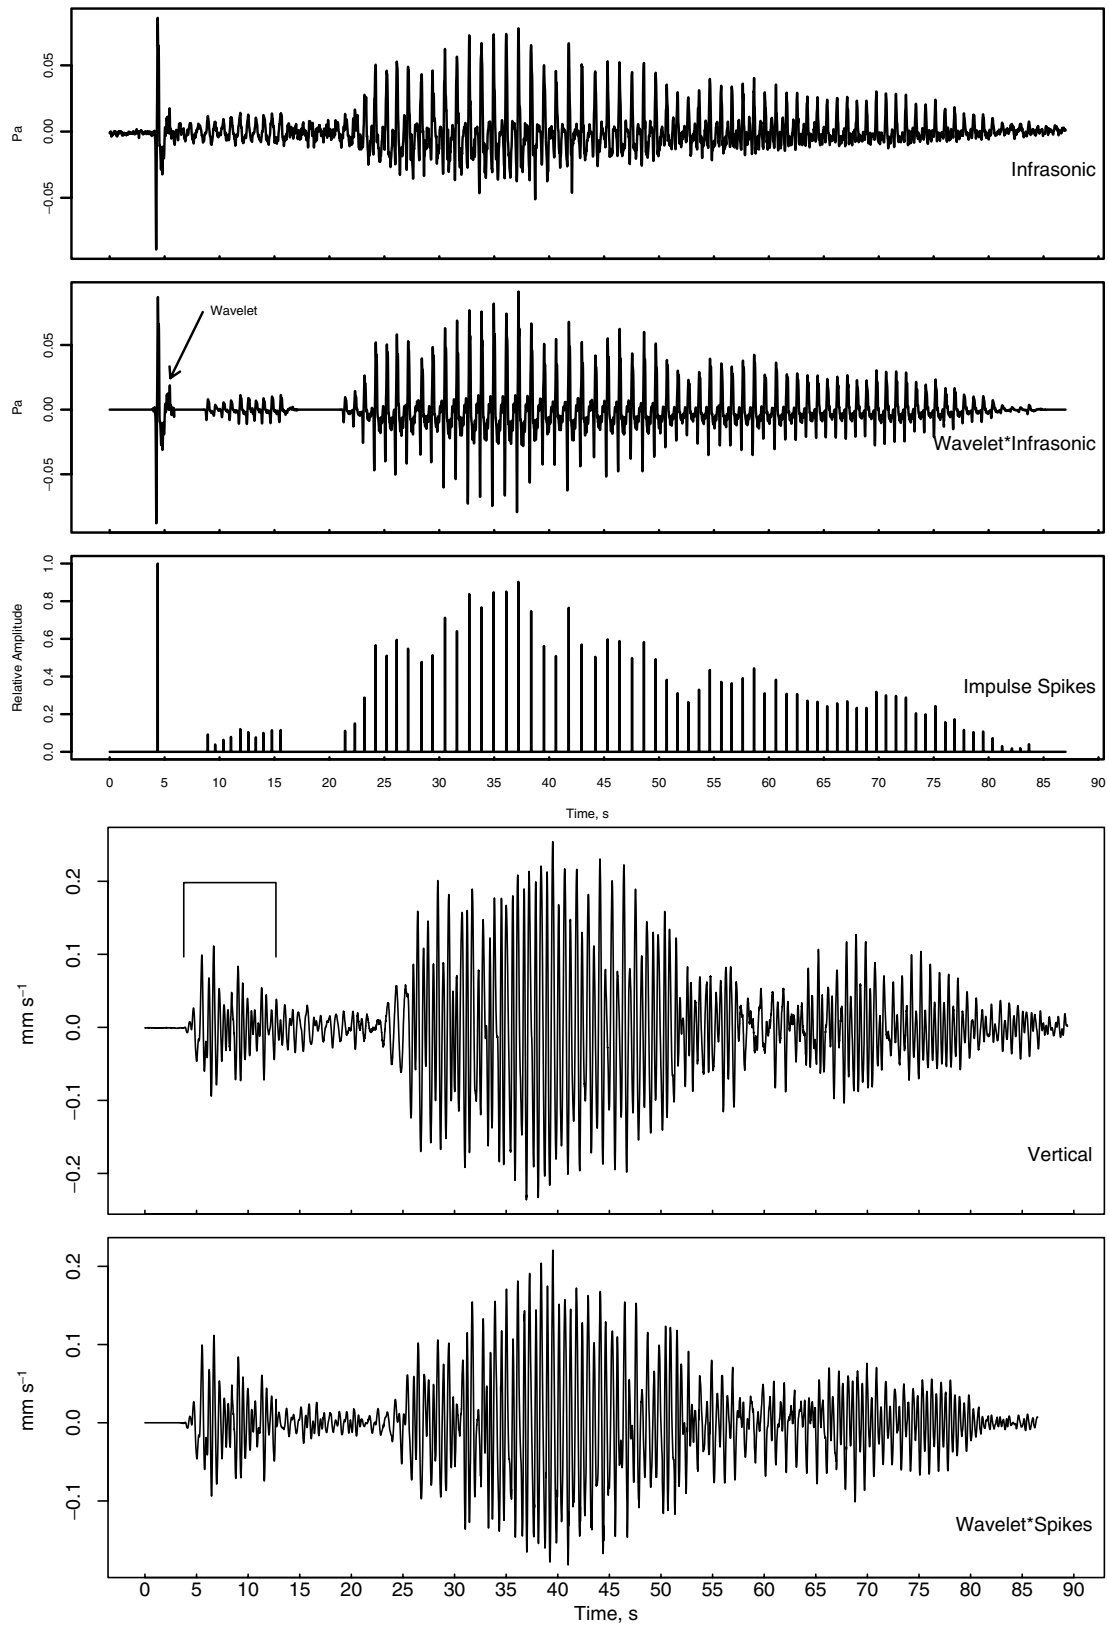 0.05
0.00
−0.05
Pa
Infrasonic
Wavelet
0.05
0.00
−0.05
Pa
Wavelet*Infrasonic
1.0
0.8
0.6
0.4
0.2
0.0
Relative Amplitude
Impulse Spikes
0 5 10 15 20 25 30 35 40 45 50 55 60 65 70 75 80 85 90
Time, s
0.2
0.1
0.0
−0.1
−0.2
mm s⁻¹
Vertical
0.2
0.1
0.0
−0.1
mm s⁻¹
Wavelet*Spikes
0 5 10 15 20 25 30 35 40 45 50 55 60 65 70 75 80 85 90
Time, s